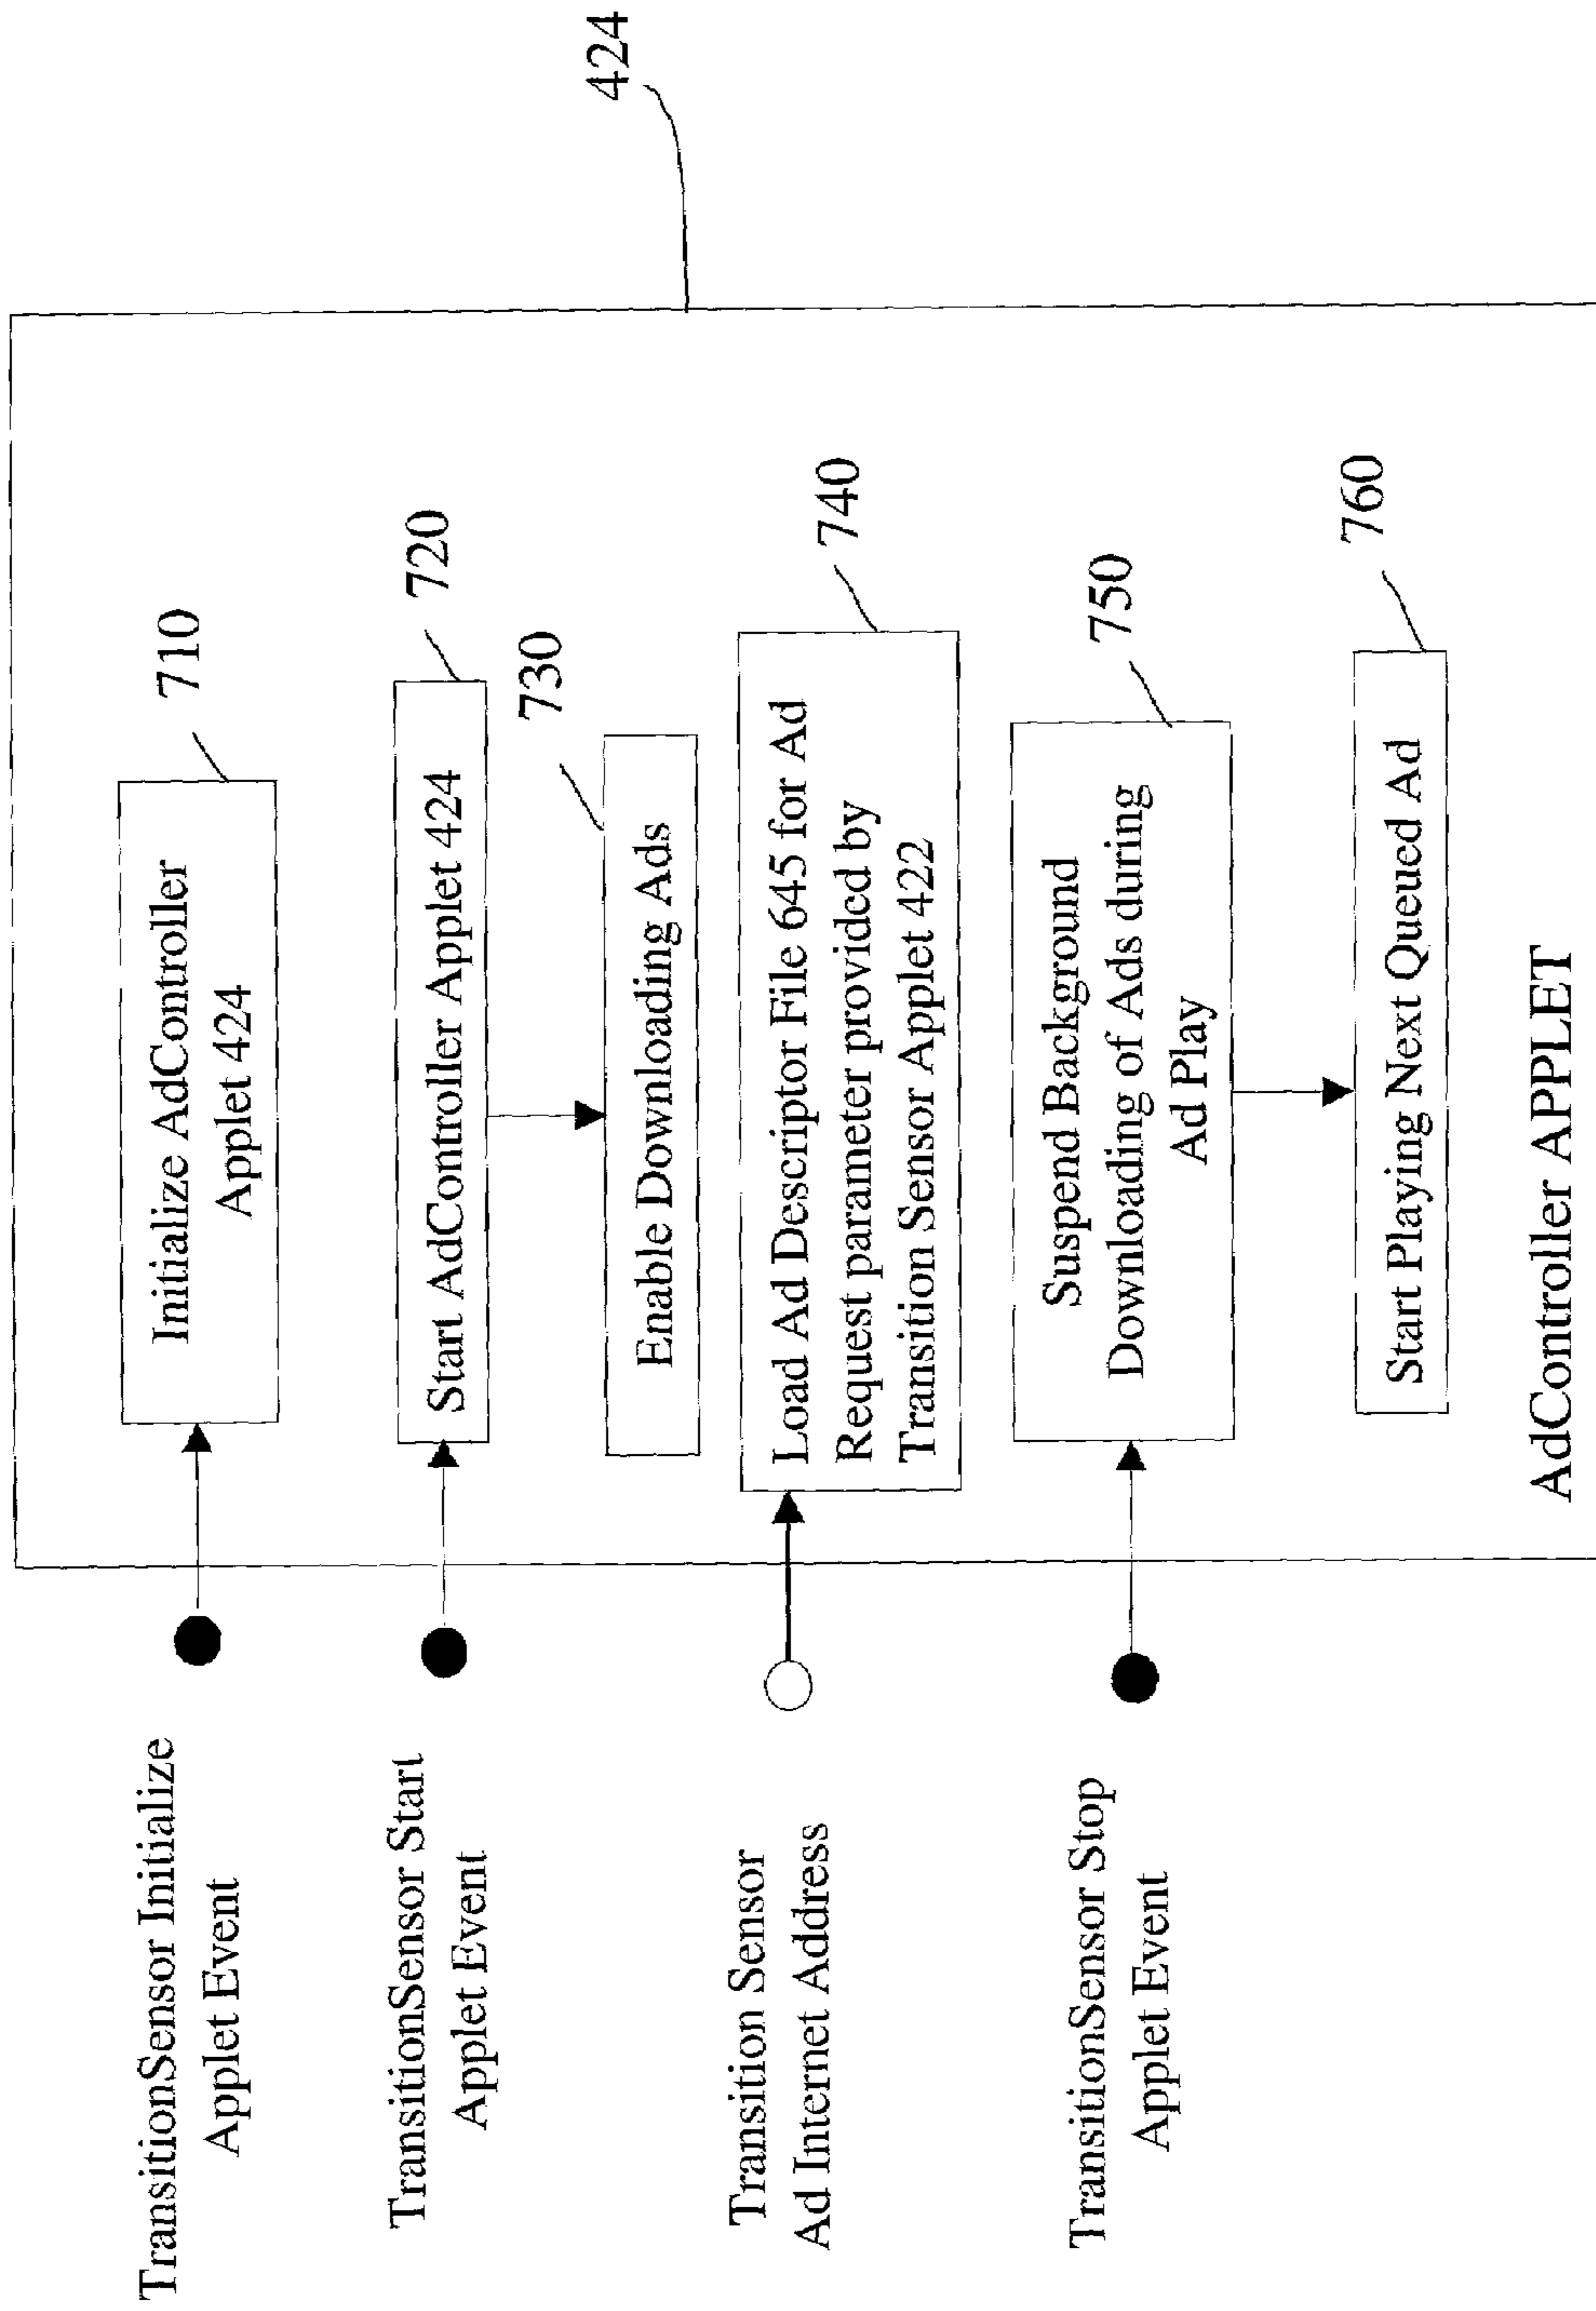 424
TransitionSensor Initialize
Applet Event
Initialize AdController
Applet 424
710
TransitionSensor Start
Applet Event
Start AdController Applet 424
720
730
Enable Downloading Ads
Transition Sensor
Ad Internet Address
Load Ad Descriptor File 645 for Ad
Request parameter provided by
Transition Sensor Applet 422
740
TransitionSensor Stop
Applet Event
Suspend Background
Downloading of Ads during
Ad Play
750
Start Playing Next Queued Ad
760
AdController APPLET